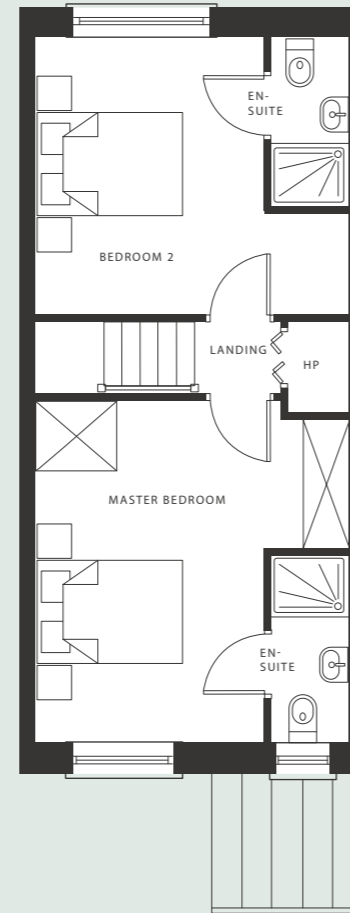 EN-
SUITE
BEDROOM 2
LANDING
HP
MASTER BEDROOM
EN-
SUITE